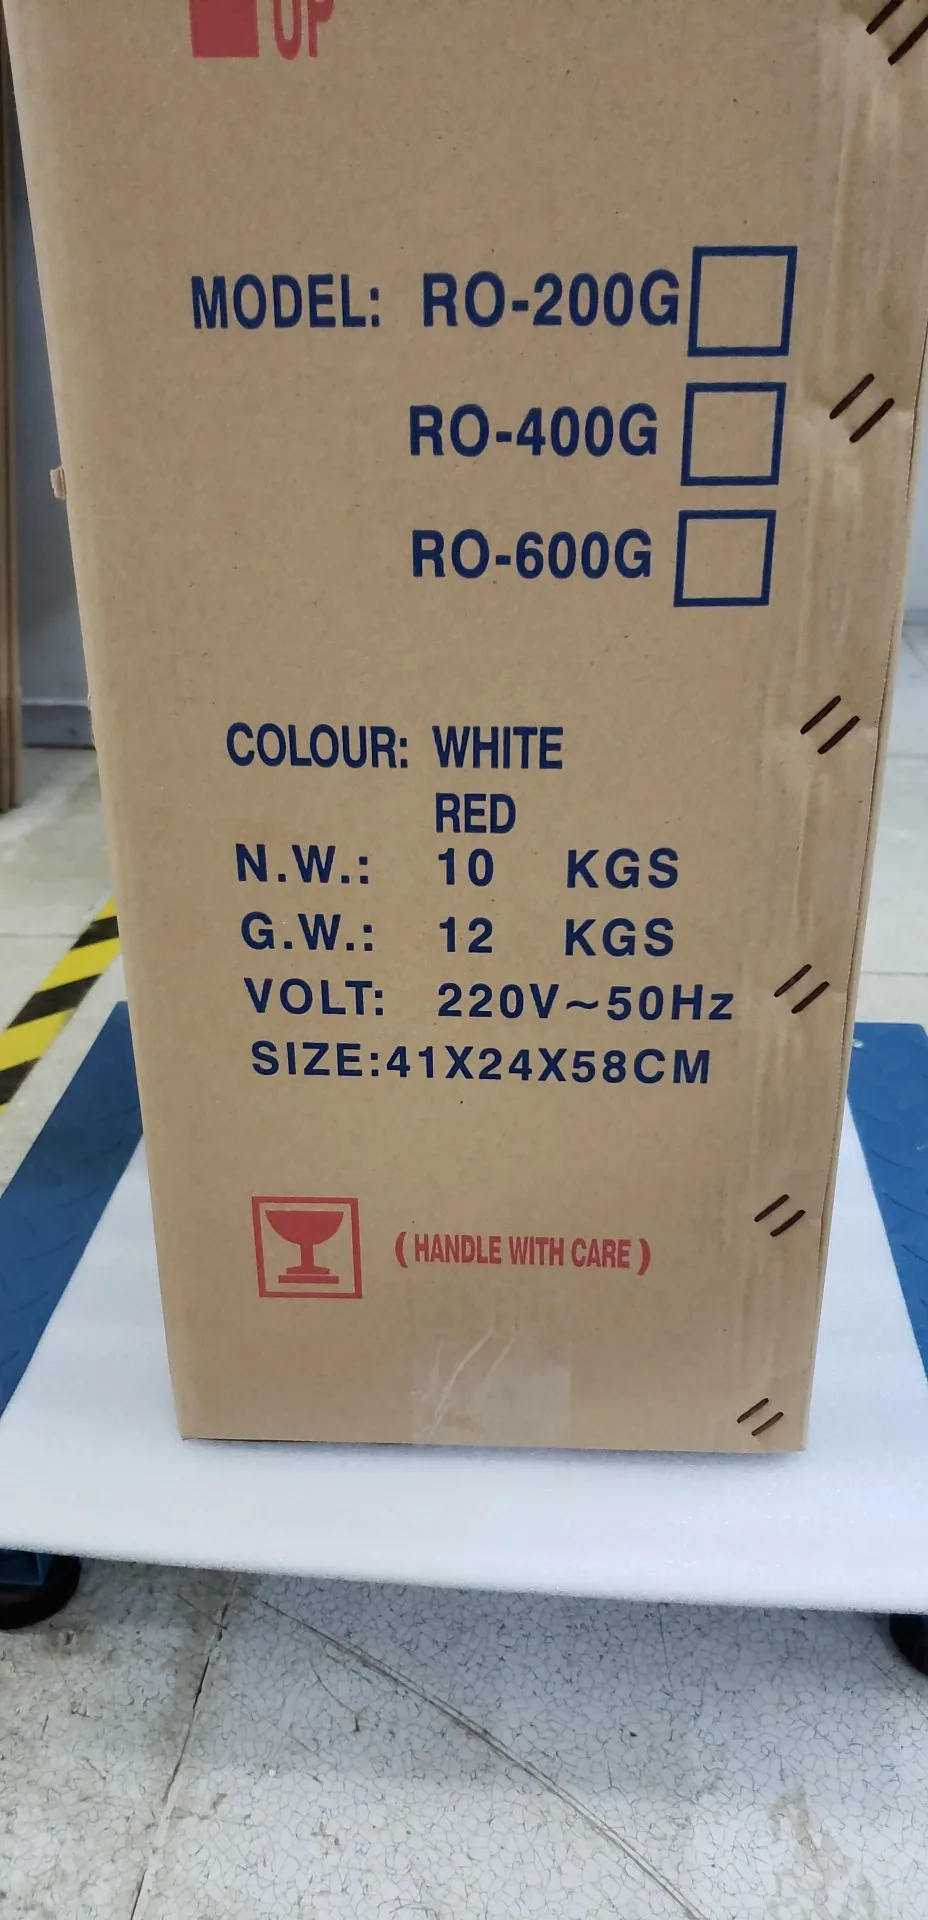 UP
MODEL: RO-200G
RO-400G
RO-600G
COLOUR: WHITE
RED
N.W.: 10 KGS
G.W.: 12 KGS
VOLT: 220V~50Hz
SIZE:41X24X58CM
(HANDLE WITH CARE)